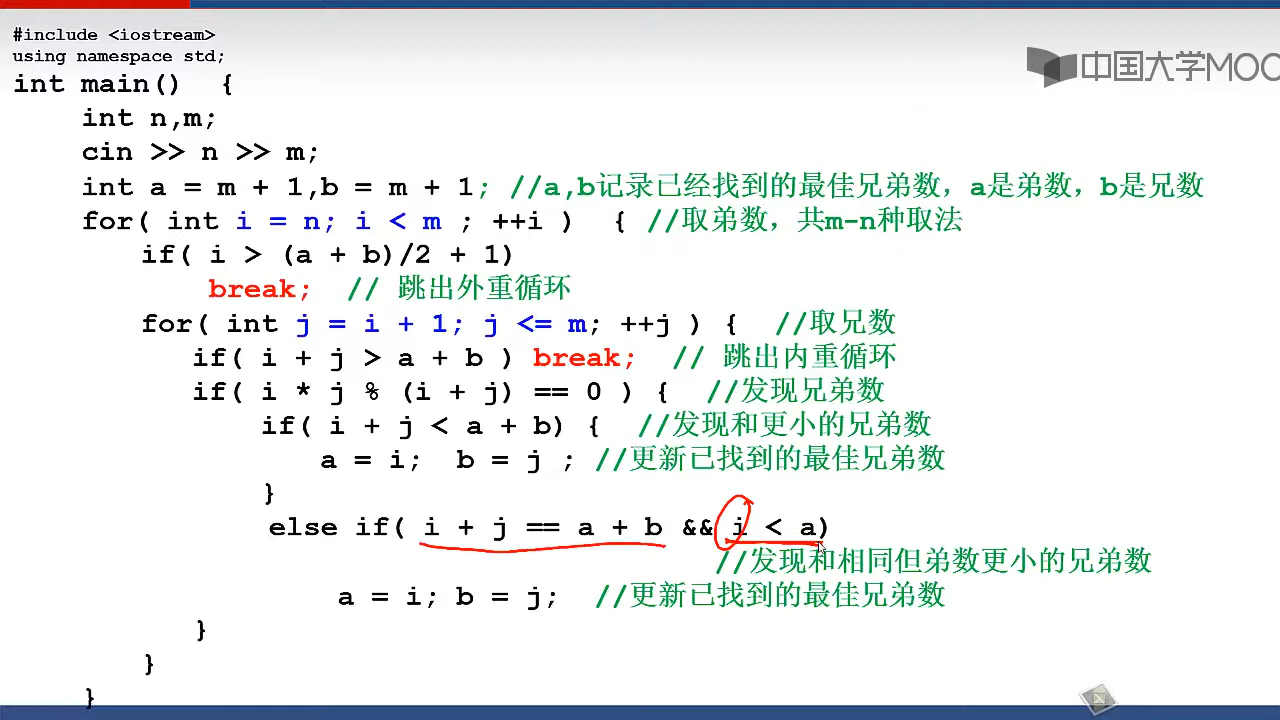 #include <iostream>
using namespace std;
中国大学MOO
int main()  {
int n,m;
cin >> n >> m;
int a = m + 1,b = m + 1; //a,b记录已经找到的最佳兄弟数，a是弟数，b是兄数
for( int i = n; i < m ; ++i )  { //取弟数，共m-n种取法
if( i > (a + b)/2 + 1)
break;  // 跳出外重循环
for( int j = i + 1; j <= m; ++j ) {  //取兄数
if( i + j > a + b ) break;  // 跳出内重循环
if( i * j % (i + j) == 0 ) {  //发现兄弟数
if( i + j < a + b) {  //发现和更小的兄弟数
a = i;  b = j ; //更新已找到的最佳兄弟数
}
else if( i + j == a + b && i < a)
//发现和相同但弟数更小的兄弟数
a = i; b = j;  //更新已找到的最佳兄弟数
}
}
}